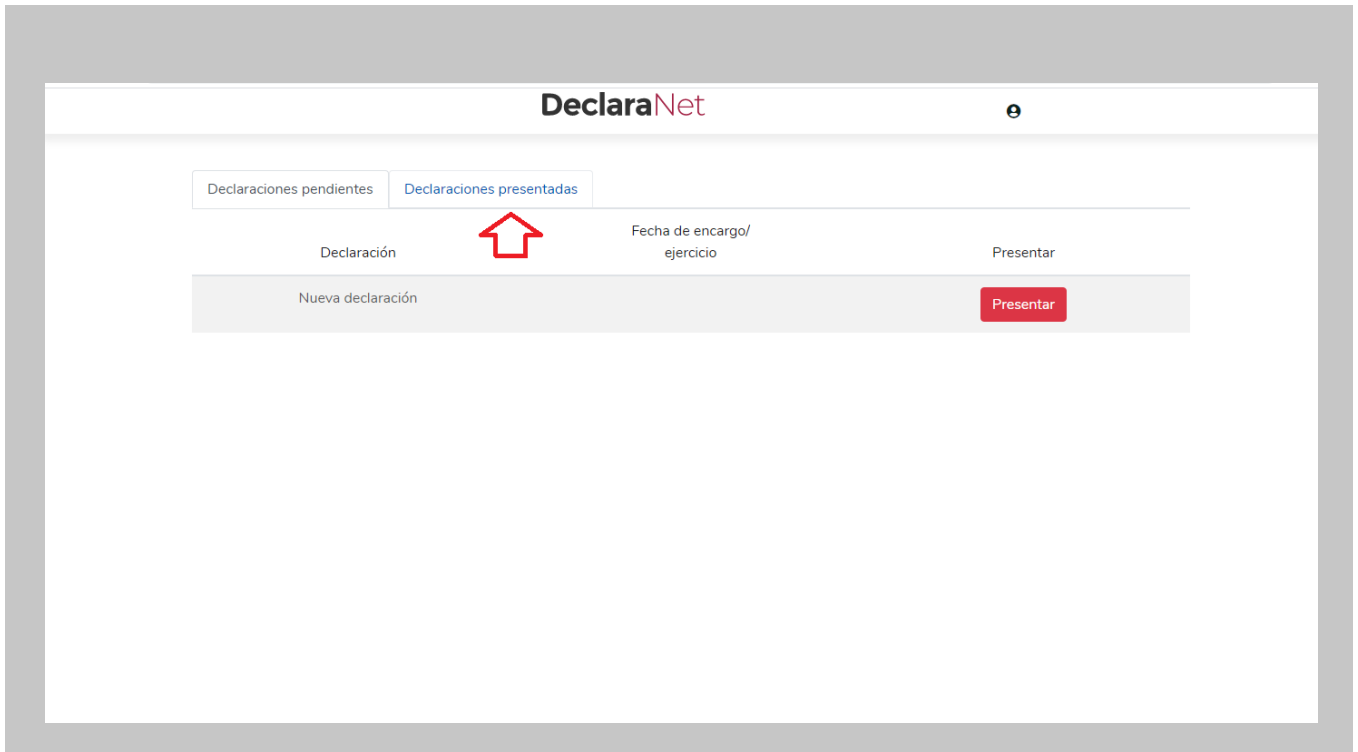 DeclaraNet
Declaraciones pendientes
Declaraciones presentadas
Declaración
Fecha de encargo/
ejercicio
Presentar
Nueva declaración
Presentar